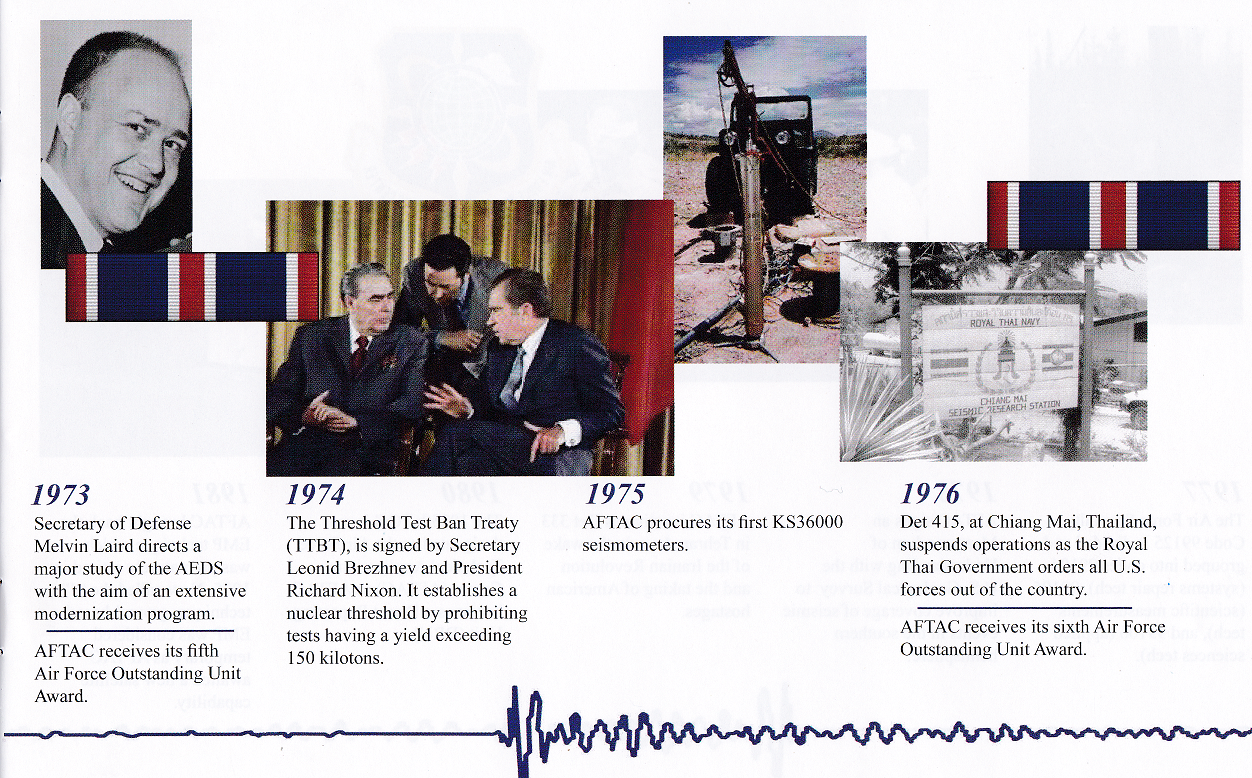 ROYAL THAI NAVY
CHIANG MAI
SEISMIC RESEARCH STATION
1973
Secretary of Defense
Melvin Laird directs a
major study of the AEDS
with the aim of an extensive
modernization program.
AFTAC receives its fifth
Air Force Outstanding Unit
Award.
1974
The Threshold Test Ban Treaty
(TTBT), is signed by Secretary
Leonid Brezhnev and President
Richard Nixon. It establishes a
nuclear threshold by prohibiting
tests having a yield exceeding
150 kilotons.
1975
AFTAC procures its first KS36000
seismometers.
1976
Det 415, at Chiang Mai, Thailand,
suspends operations as the Royal
Thai Government orders all U.S.
forces out of the country.
AFTAC receives its sixth Air Force
Outstanding Unit Award.